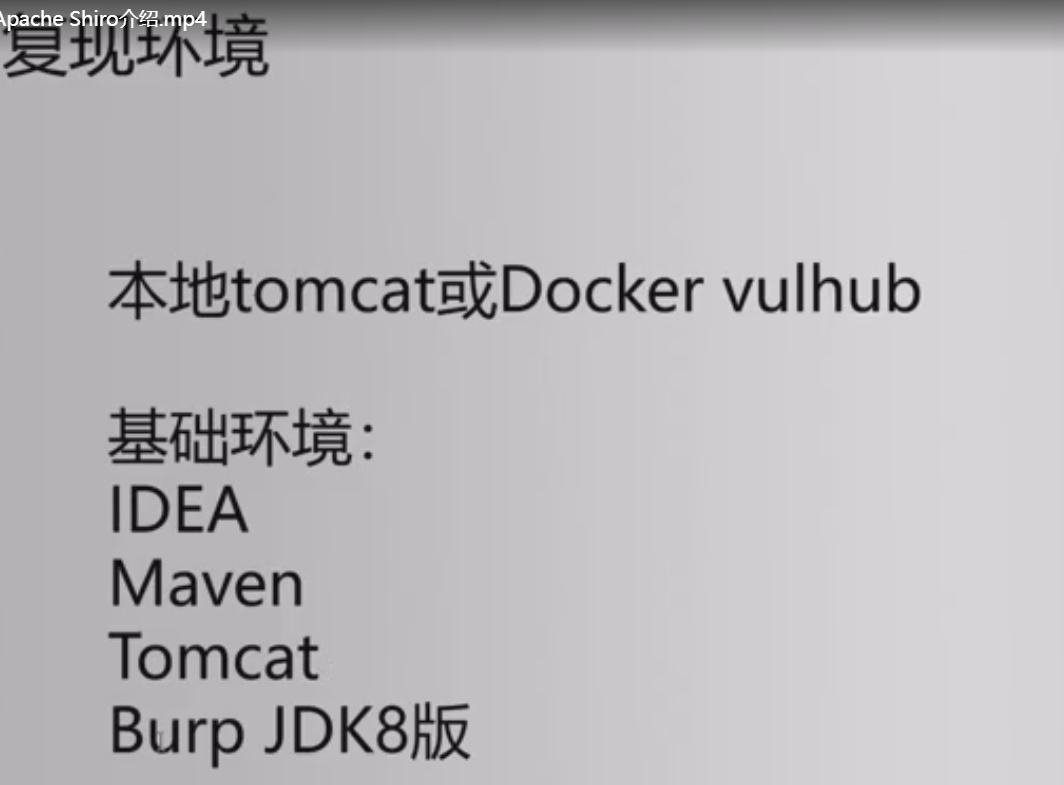 Apache Shiro介绍.mp4
复现环境
本地tomcat或Docker vulhub
基础环境：
IDEA
Maven
Tomcat
Burp JDK8版